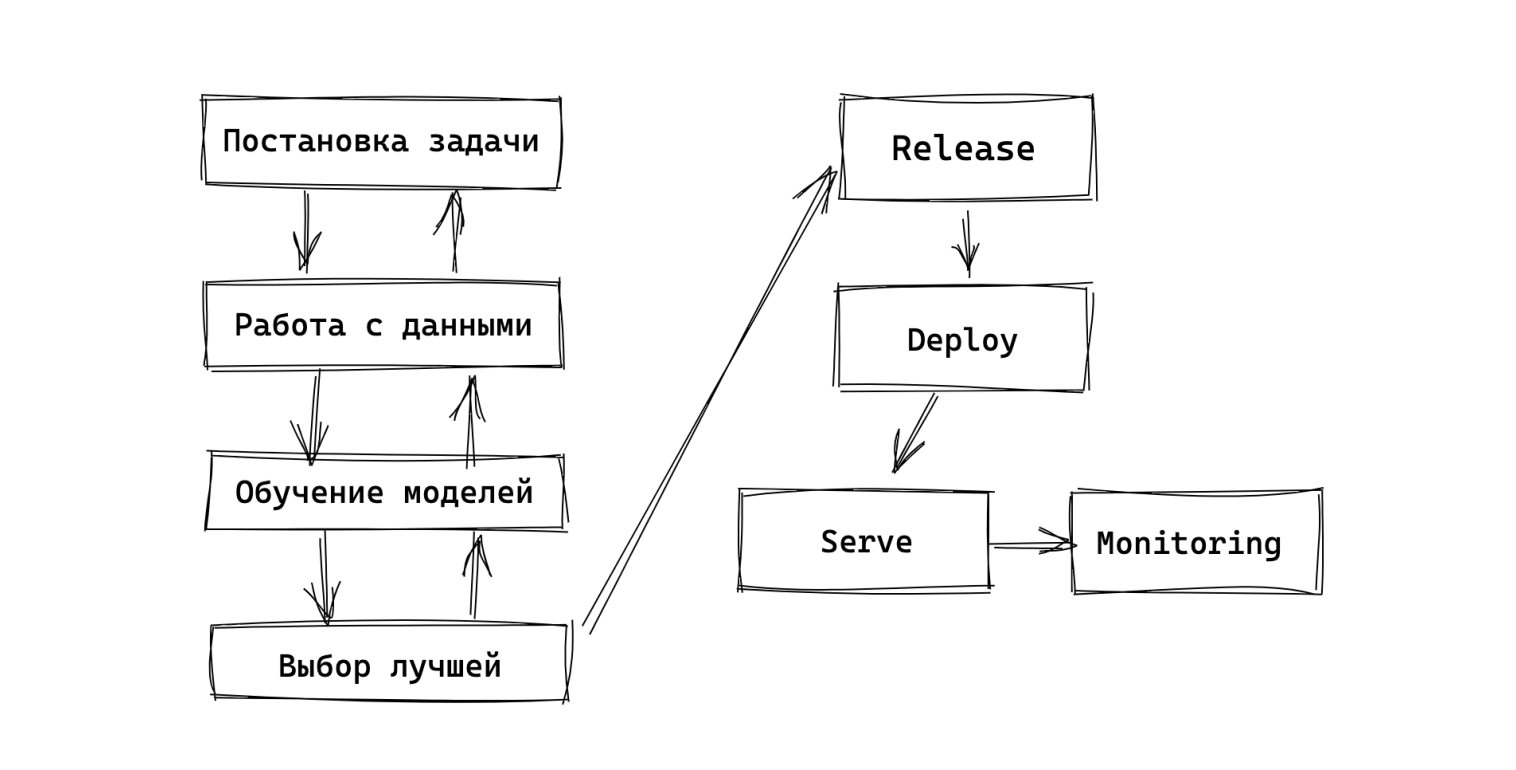 Постановка задачи
Работа с данными
Обучение моделей
Выбор лучшей
Release
Deploy
Serve
Monitoring